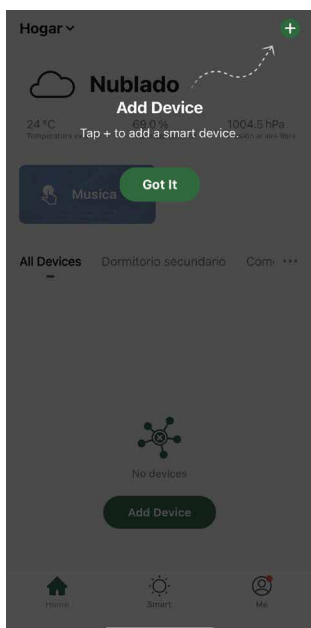 Hogar
Nublado
Add Device
24 °C 69.0 % 1004.5 hPa
Tap + to add a smart device.
Musica
Got It
All Devices Dormitorio secundario Com
No devices
Add Device
Home Smart Me